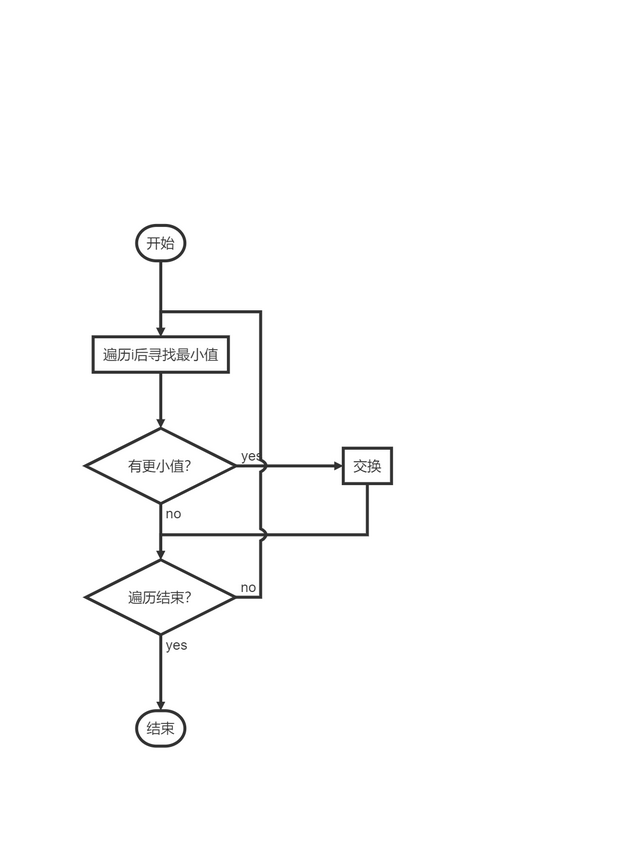 开始
遍历i后寻找最小值
有更小值?
yes
交换
no
遍历结束?
no
yes
结束